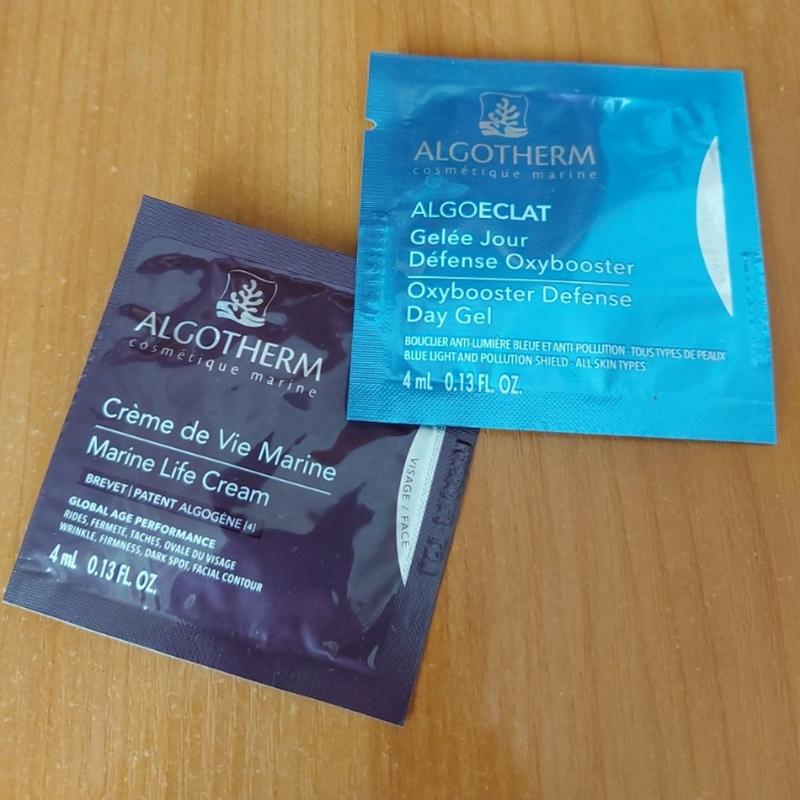 ALGOTHERM
cosmétique marine
ALGOECLAT
Gelée Jour
Défense Oxybooster
Oxybooster Defense
Day Gel
BOUCLIER ANTI-LUMIÈRE BLEUE ET ANTI-POLLUTION - TOUS TYPES DE PEAUX
BLUE LIGHT AND POLLUTION SHIELD - ALL SKIN TYPES
4 mL 0.13 FL. OZ.
ALGOTHERM
cosmétique marine
Crème de Vie Marine
Marine Life Cream
BREVET | PATENT ALGOGÈNE [4]
GLOBAL AGE PERFORMANCE
RIDES, FERMETÉ, TACHES, OVALE DU VISAGE
WRINKLE, FIRMNESS, DARK SPOT, FACIAL CONTOUR
4 mL 0.13 FL. OZ.
VISAGE / FACE